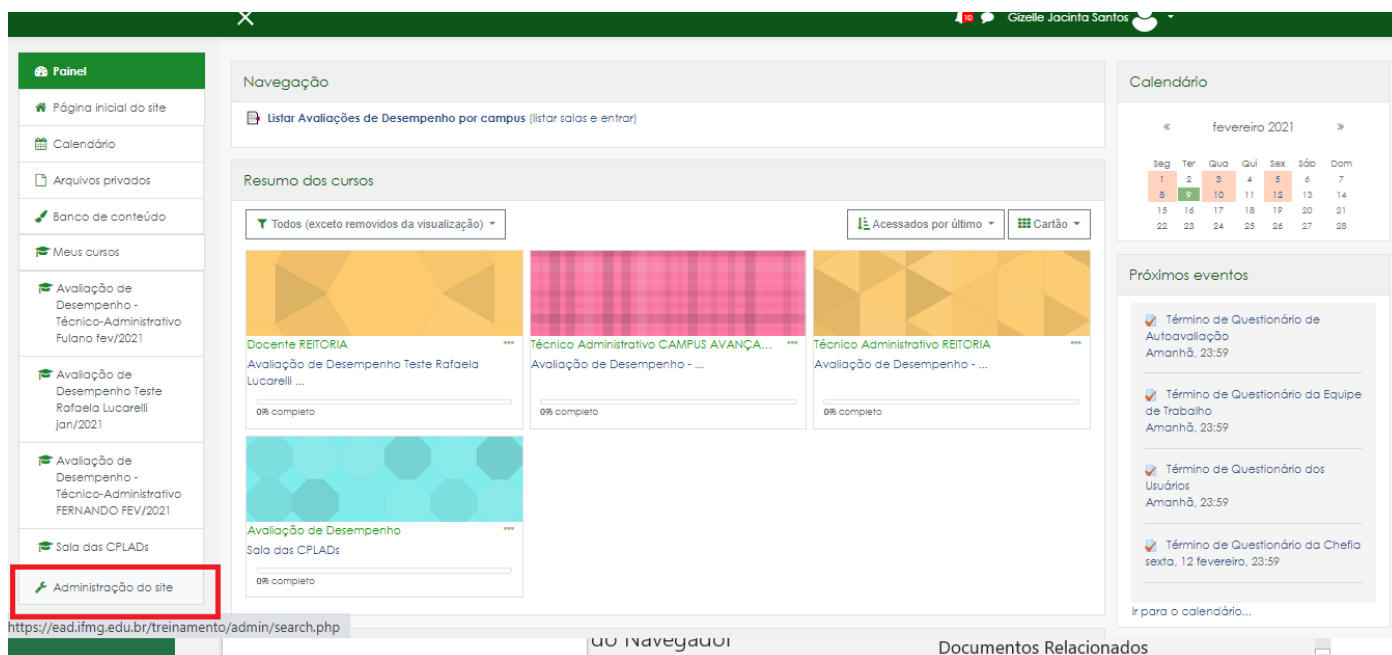 10
Gizelle Jacinta Santos
Painel
Página inicial do site
Calendário
Arquivos privados
Banco de conteúdo
Meus cursos
Avaliação de
Desempenho -
Técnico-Administrativo
Fulano fev/2021
Avaliação de
Desempenho Teste
Rafaela Lucarelli
jan/2021
Avaliação de
Desempenho -
Técnico-Administrativo
FERNANDO FEV/2021
Sala das CPLADs
Administração do site
https://ead.ifmg.edu.br/treinamento/admin/search.php
Navegação
Listar Avaliações de Desempenho por campus (listar salas e entrar)
Resumo dos cursos
Todos (exceto removidos da visualização)
Acessados por último
Cartão
Docente REITORIA
Avaliação de Desempenho Teste Rafaela
Lucarelli ...
0% completo
Técnico Administrativo CAMPUS AVANÇA...
Avaliação de Desempenho - ...
0% completo
Técnico Administrativo REITORIA
Avaliação de Desempenho - ...
0% completo
Avaliação de Desempenho
Sala das CPLADs
0% completo
Calendário
« fevereiro 2021 »
Seg Ter Qua Qui Sex Sáb Dom
1 2 3 4 5 6 7
8 9 10 11 12 13 14
15 16 17 18 19 20 21
22 23 24 25 26 27 28
Próximos eventos
Término de Questionário de
Autoavaliação
Amanhã, 23:59
Término de Questionário da Equipe
de Trabalho
Amanhã, 23:59
Término de Questionário dos
Usuários
Amanhã, 23:59
Término de Questionário da Chefia
sexta, 12 fevereiro, 23:59
Ir para o calendário...
do Navegador
Documentos Relacionados